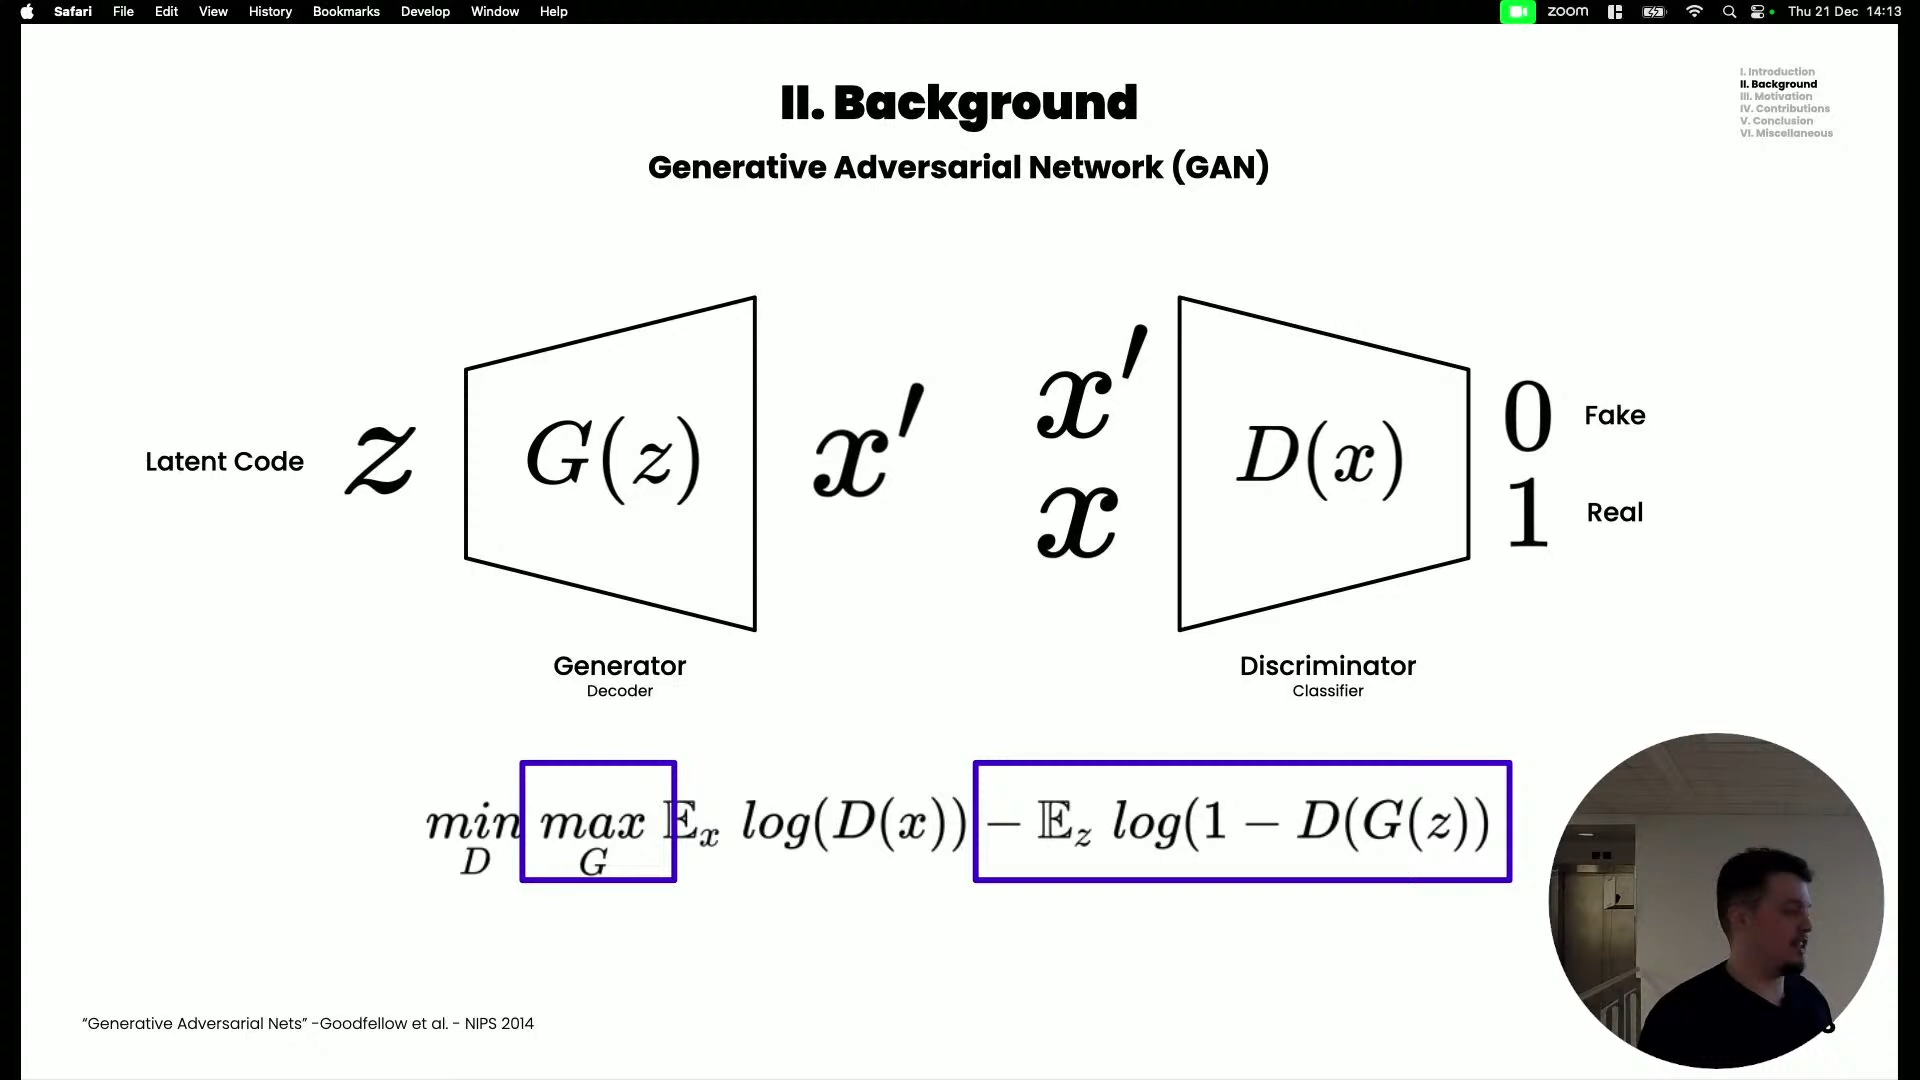 Safari File Edit View History Bookmarks Develop Window Help zoom Thu 21 Dec 14:13
II. Background
Generative Adversarial Network (GAN)
I. Introduction
II. Background
III. Motivation
IV. Contributions
V. Conclusion
VI. Miscellaneous
Latent Code z G(z) x′
x′ D(x) 0 Fake
x 1 Real
Generator
Decoder
Discriminator
Classifier
min max 𝔼x log(D(x)) − 𝔼z log(1 − D(G(z))
D G
“Generative Adversarial Nets” -Goodfellow et al. - NIPS 2014